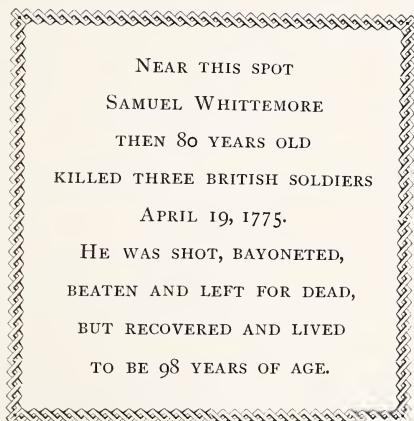 Near this spot
Samuel Whittemore
then 80 years old
killed three British soldiers
April 19, 1775.
He was shot, bayoneted,
beaten and left for dead,
but recovered and lived
to be 98 years of age.